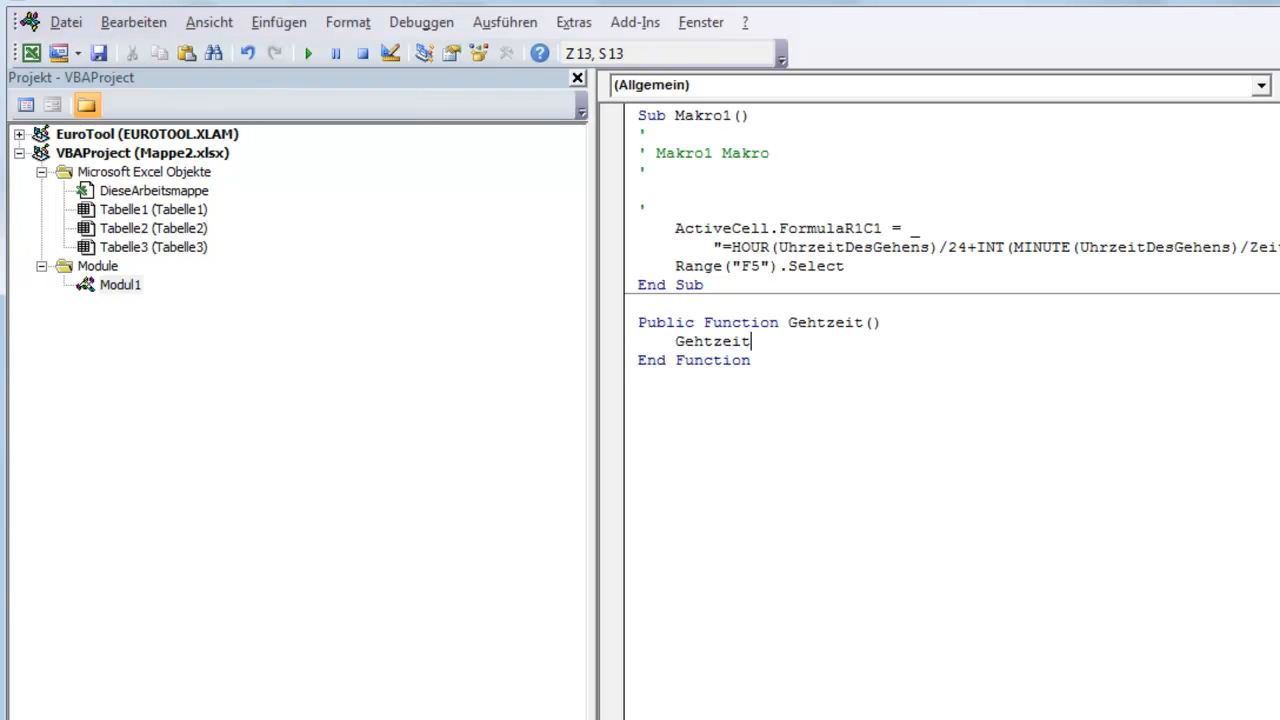 Datei Bearbeiten Ansicht Einfügen Format Debuggen Ausführen Extras Add-Ins Fenster ?
Z 13, S 13
Projekt - VBAProject
(Allgemein)
EuroTool (EUROTOOL.XLAM)
VBAProject (Mappe2.xlsx)
Microsoft Excel Objekte
DieseArbeitsmappe
Tabelle1 (Tabelle1)
Tabelle2 (Tabelle2)
Tabelle3 (Tabelle3)
Module
Modul1
Sub Makro1()
'
' Makro1 Makro
'
'
ActiveCell.FormulaR1C1 = _
"=HOUR(UhrzeitDesGehens)/24+INT(MINUTE(UhrzeitDesGehens)/Zei
Range("F5").Select
End Sub
Public Function Gehtzeit()
Gehtzeit
End Function